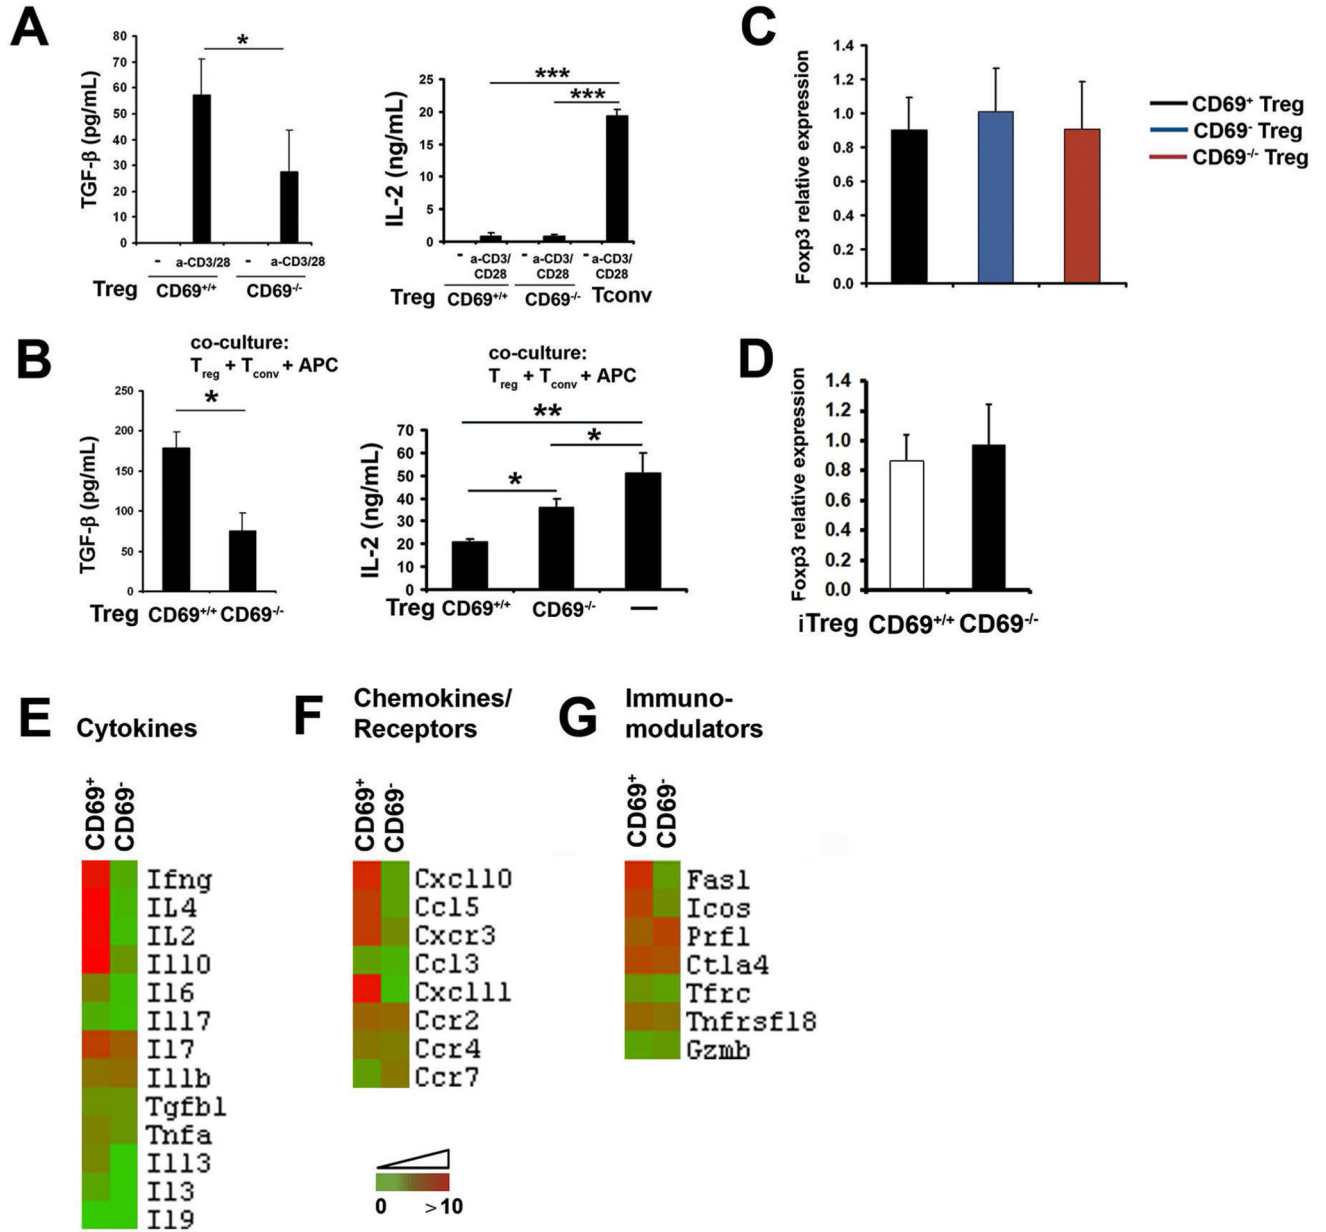 A
TGF-β (pg/mL)
80
70
60
50
40
30
20
10
0
*
- a-CD3/28 - a-CD3/28
Treg CD69+/+ CD69-/-
IL-2 (ng/mL)
25
20
15
10
5
0
***
***
- a-CD3/ - a-CD3/ - a-CD3/
CD28 CD28 CD28
Treg CD69+/+ CD69-/- Tconv
C
Foxp3 relative expression
1.4
1.2
1.0
0.8
0.6
0.4
0.2
0.0
CD69+ Treg
CD69- Treg
CD69-/- Treg
B
co-culture:
Treg + Tconv + APC
TGF-β (pg/mL)
250
200
150
100
50
0
*
Treg CD69+/+ CD69-/-
co-culture:
Treg + Tconv + APC
IL-2 (ng/mL)
70
60
50
40
30
20
10
0
**
*
*
Treg CD69+/+ CD69-/- —
D
Foxp3 relative expression
1.4
1.2
1.0
0.8
0.6
0.4
0.2
0.0
iTreg CD69+/+ CD69-/-
E Cytokines
CD69+ CD69-
Ifng
IL4
IL2
Il10
Il6
Il17
Il7
Il1b
Tgfb1
Tnfa
Il13
Il3
Il9
F Chemokines/
Receptors
CD69+ CD69-
Cxcl10
Ccl5
Cxcr3
Ccl3
Cxcl11
Ccr2
Ccr4
Ccr7
0 >10
G Immuno-
modulators
CD69+ CD69-
Fasl
Icos
Prf1
Ctla4
Tfrc
Tnfrsf18
Gzmb